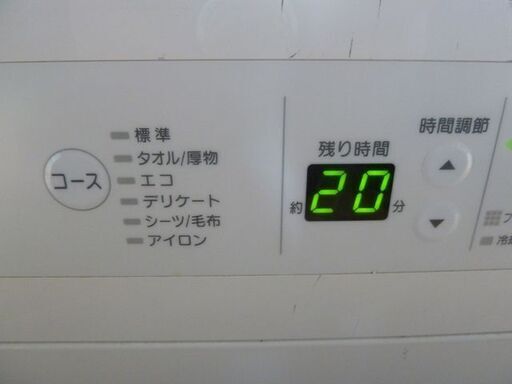 コース
標準
タオル/厚物
エコ
デリケート
シーツ/毛布
アイロン
残り時間
約 20 分
時間調節
▲
▼